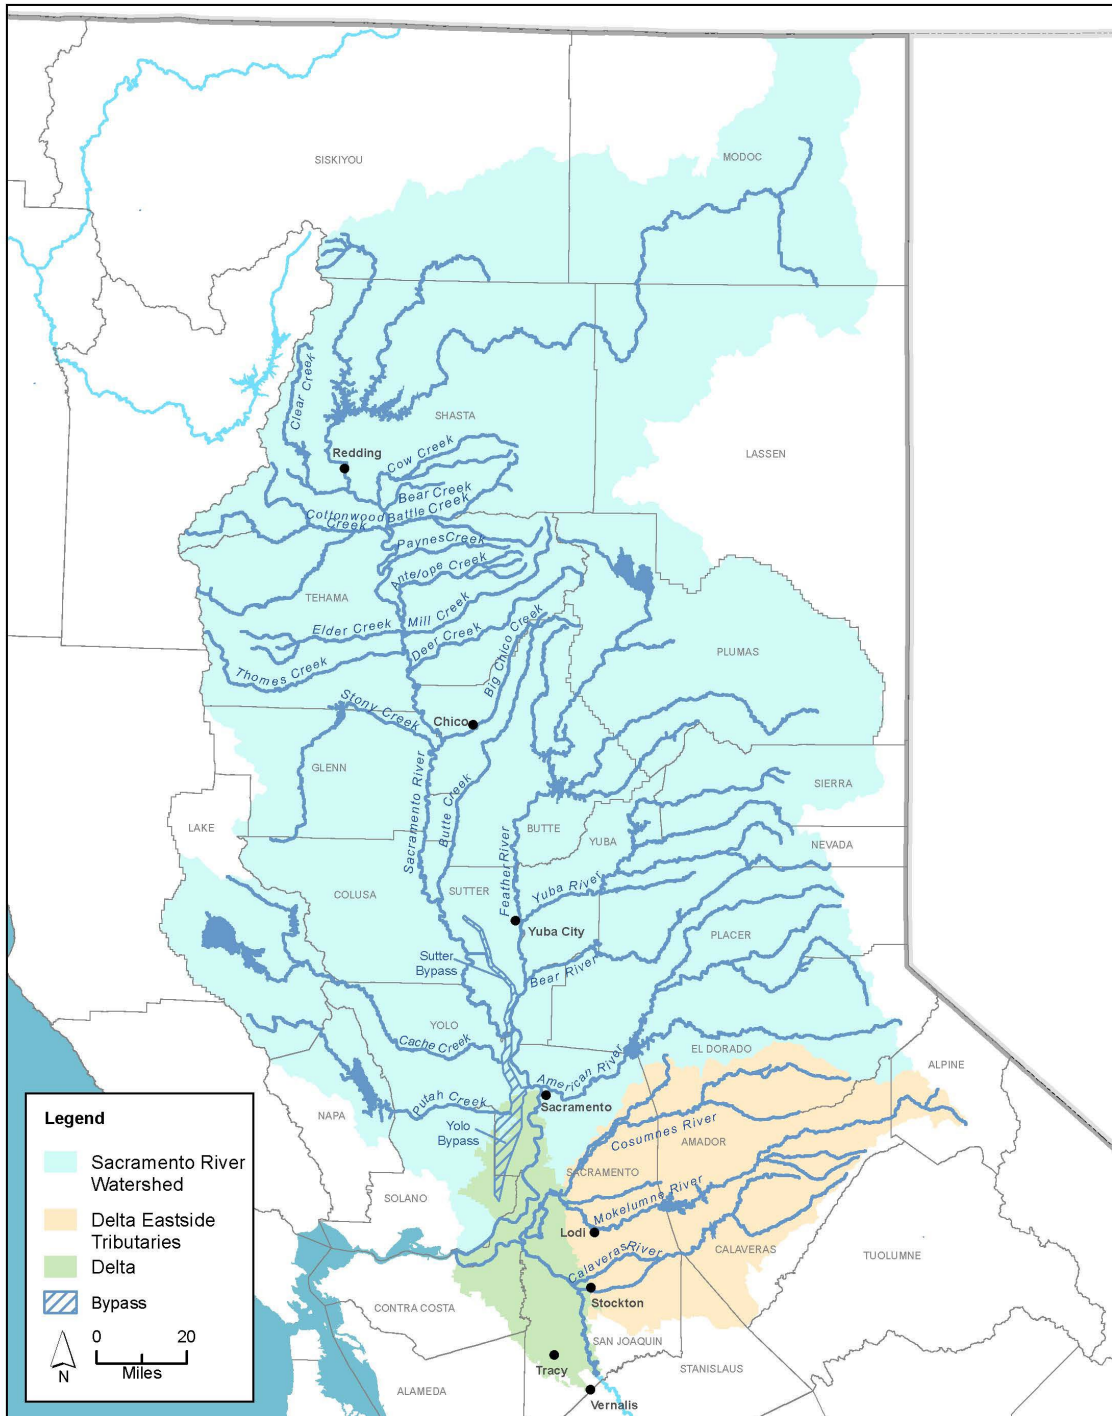 SISKIYOU
MODOC
Clear Creek
SHASTA
Redding
Cow Creek
LASSEN
Bear Creek
Cottonwood
Creek
Battle Creek
Paynes Creek
Antelope Creek
TEHAMA
Mill Creek
Elder Creek
Deer Creek
Big Chico Creek
PLUMAS
Thomes Creek
Stony Creek
Chico
GLENN
Sacramento River
Butte Creek
SIERRA
LAKE
BUTTE
YUBA
NEVADA
Feather River
COLUSA
SUTTER
Yuba River
Yuba City
PLACER
Sutter
Bypass
Bear River
YOLO
Cache Creek
EL DORADO
American River
ALPINE
Putah Creek
Sacramento
NAPA
Yolo
Bypass
Cosumnes River
AMADOR
SACRAMENTO
SOLANO
Mokelumne River
Lodi
Calaveras River
CALAVERAS
TUOLUMNE
CONTRA COSTA
Stockton
SAN JOAQUIN
STANISLAUS
Tracy
ALAMEDA
Vernalis
Legend
Sacramento River
Watershed
Delta Eastside
Tributaries
Delta
Bypass
0 20
Miles
N